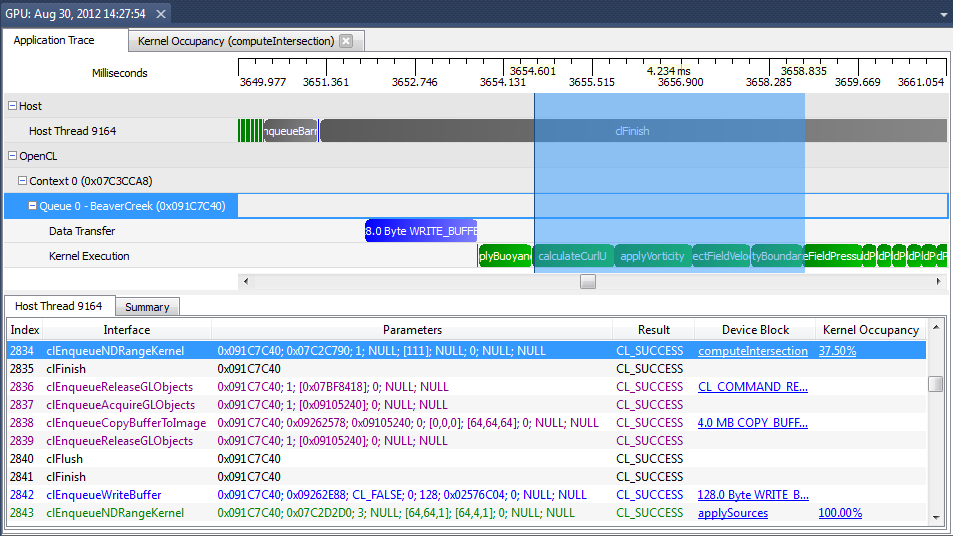 GPU: Aug 30, 2012 14:27:54
Application Trace Kernel Occupancy (computeIntersection)
Milliseconds 3654.601 4.234 ms 3658.835
3649.977 3651.361 3652.746 3654.131 3655.515 3656.900 3658.285 3659.669 3661.054
Host
Host Thread 9164 nqueueBarr clFinish
OpenCL
Context 0 (0x07C3CCA8)
Queue 0 - BeaverCreek (0x091C7C40)
Data Transfer 8.0 Byte WRITE_BUFFE
Kernel Execution plyBuoyanc calculateCurlU applyVorticity ectFieldVeloc tyBoundar eFieldPressu dP dP dP dP dP dP
Host Thread 9164 Summary
Index Interface Parameters Result Device Block Kernel Occupancy
2834 clEnqueueNDRangeKernel 0x091C7C40; 0x07C2C790; 1; NULL; [111]; NULL; 0; NULL; NULL CL_SUCCESS computeIntersection 37.50%
2835 clFinish 0x091C7C40 CL_SUCCESS
2836 clEnqueueReleaseGLObjects 0x091C7C40; 1; [0x07BF8418]; 0; NULL; NULL CL_SUCCESS CL_COMMAND_RE...
2837 clEnqueueAcquireGLObjects 0x091C7C40; 1; [0x09105240]; 0; NULL; NULL CL_SUCCESS
2838 clEnqueueCopyBufferToImage 0x091C7C40; 0x09262578; 0x09105240; 0; [0,0,0]; [64,64,64]; 0; NULL; NULL CL_SUCCESS 4.0 MB COPY_BUFF...
2839 clEnqueueReleaseGLObjects 0x091C7C40; 1; [0x09105240]; 0; NULL; NULL CL_SUCCESS
2840 clFlush 0x091C7C40 CL_SUCCESS
2841 clFinish 0x091C7C40 CL_SUCCESS
2842 clEnqueueWriteBuffer 0x091C7C40; 0x09262E88; CL_FALSE; 0; 128; 0x02576C04; 0; NULL; NULL CL_SUCCESS 128.0 Byte WRITE_B...
2843 clEnqueueNDRangeKernel 0x091C7C40; 0x07C2D2D0; 3; NULL; [64,64,1]; [64,4,1]; 0; NULL; NULL CL_SUCCESS applySources 100.00%